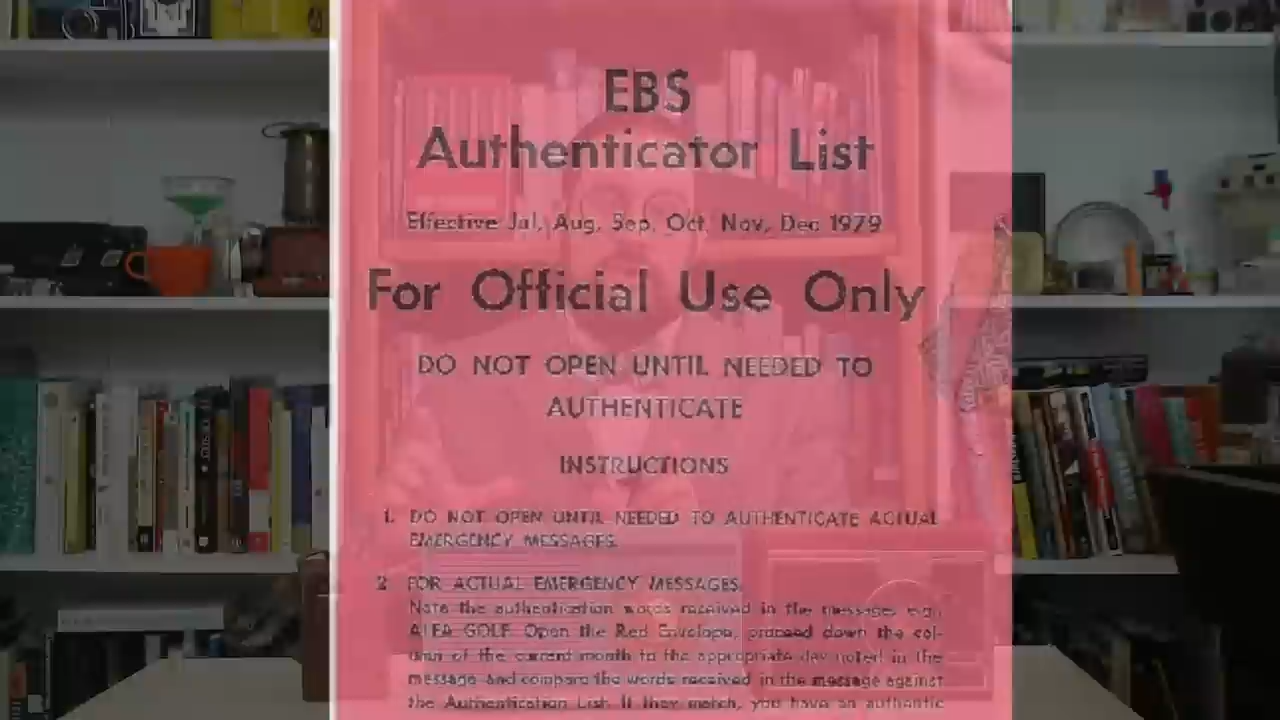 EBS
Authenticator List
Effective Jul, Aug, Sep, Oct, Nov, Dec 1979
For Official Use Only
DO NOT OPEN UNTIL NEEDED TO
AUTHENTICATE
INSTRUCTIONS
1. DO NOT OPEN UNTIL NEEDED TO AUTHENTICATE ACTUAL
EMERGENCY MESSAGES.
2 FOR ACTUAL EMERGENCY MESSAGES.
Note the authentication words received in the messages e.g.,
ALFA GOLF. Open the Red Envelope, proceed down the col-
umn of the current month to the appropriate day noted in the
message and compare the words received in the message against
the Authentication List. If they match, you have an authentic